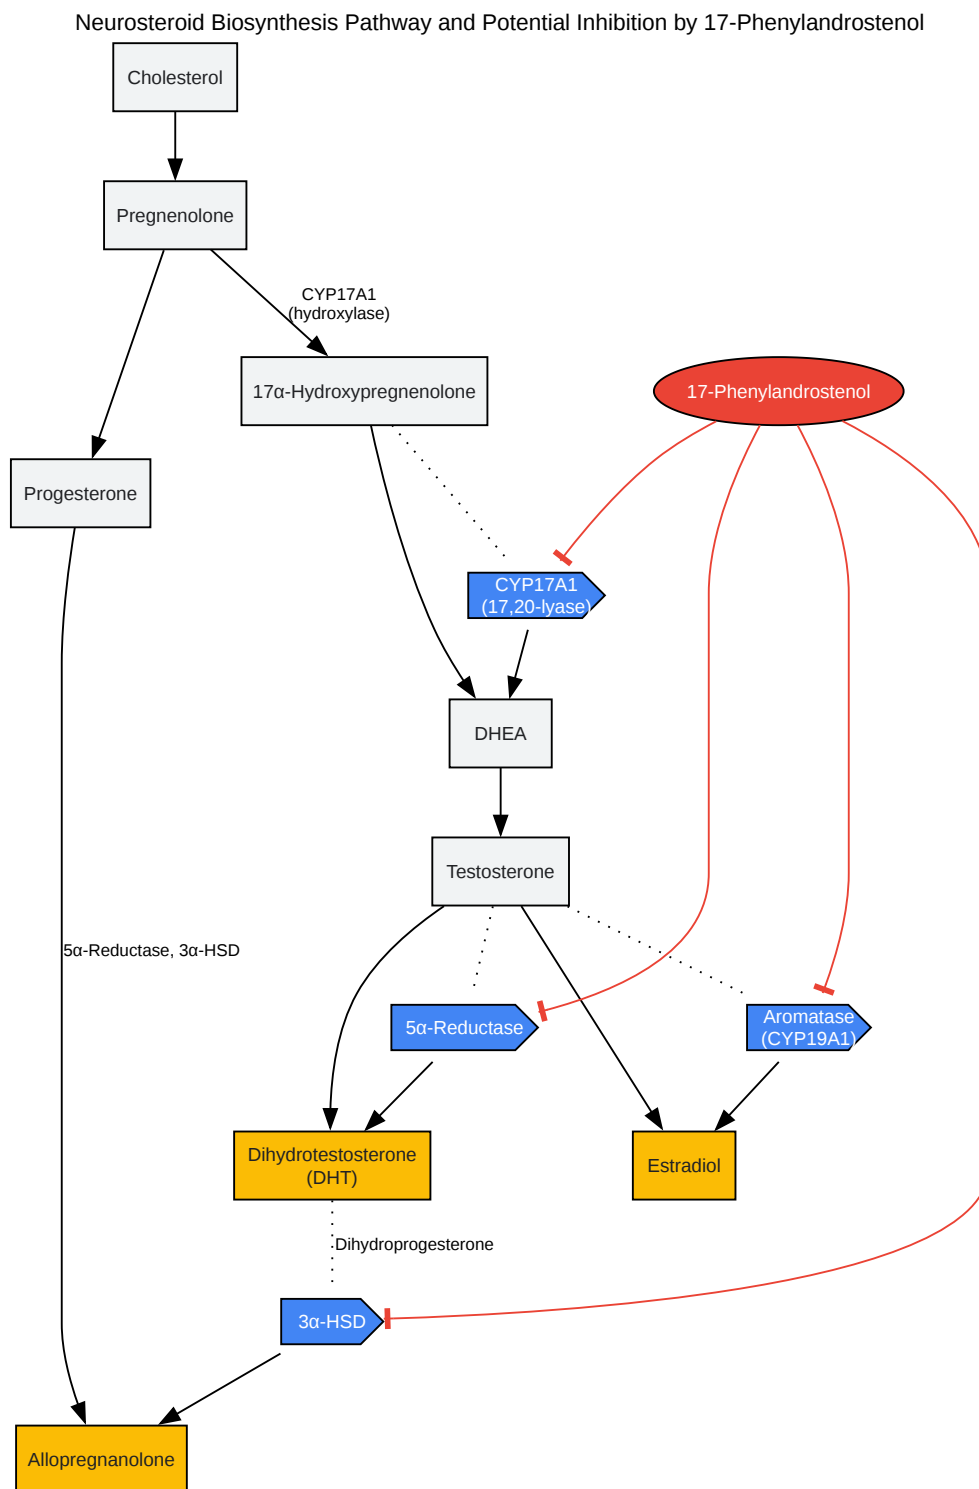 Neurosteroid Biosynthesis Pathway and Potential Inhibition by 17-Phenylandrostenol
Cholesterol
Pregnenolone
CYP17A1
(hydroxylase)
17α-Hydroxypregnenolone
17-Phenylandrostenol
Progesterone
CYP17A1
(17,20-lyase)
DHEA
Testosterone
5α-Reductase, 3α-HSD
5α-Reductase
Aromatase
(CYP19A1)
Dihydrotestosterone
(DHT)
Estradiol
Dihydroprogesterone
3α-HSD
Allopregnanolone